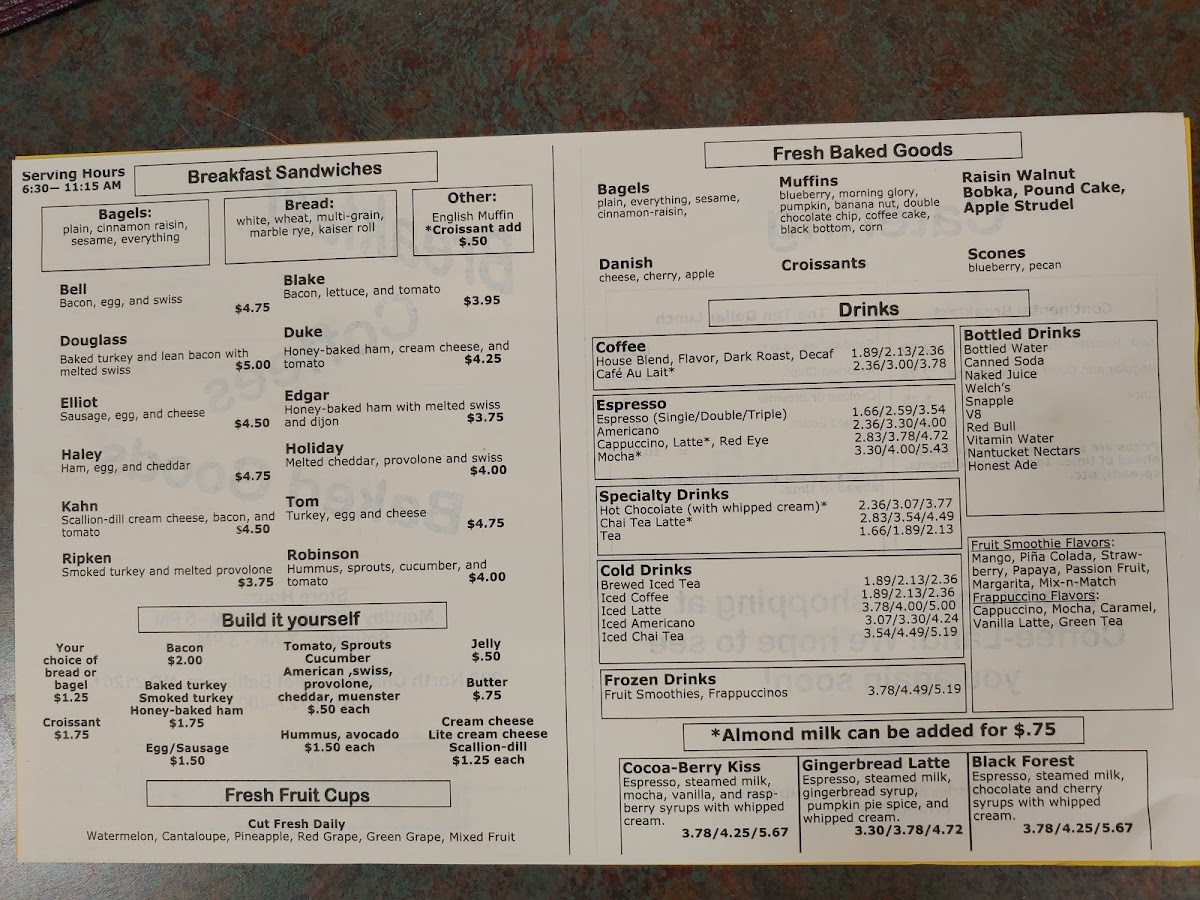 Serving Hours
6:30— 11:15 AM
Breakfast Sandwiches
Bagels:
plain, cinnamon raisin,
sesame, everything
Bread:
white, wheat, multi-grain,
marble rye, kaiser roll
Other:
English Muffin
*Croissant add
$.50
Bell
Bacon, egg, and swiss
$4.75
Blake
Bacon, lettuce, and tomato
$3.95
Douglass
Baked turkey and lean bacon with
melted swiss $5.00
Duke
Honey-baked ham, cream cheese, and
tomato $4.25
Elliot
Sausage, egg, and cheese
$4.50
Edgar
Honey-baked ham with melted swiss
and dijon $3.75
Haley
Ham, egg, and cheddar
$4.75
Holiday
Melted cheddar, provolone and swiss
$4.00
Kahn
Scallion-dill cream cheese, bacon, and
tomato $4.50
Tom
Turkey, egg and cheese
$4.75
Ripken
Smoked turkey and melted provolone
$3.75
Robinson
Hummus, sprouts, cucumber, and
tomato $4.00
Build it yourself
Your
choice of
bread or
bagel
$1.25
Croissant
$1.75
Bacon
$2.00
Baked turkey
Smoked turkey
Honey-baked ham
$1.75
Egg/Sausage
$1.50
Tomato, Sprouts
Cucumber
American ,swiss,
provolone,
cheddar, muenster
$.50 each
Hummus, avocado
$1.50 each
Jelly
$.50
Butter
$.75
Cream cheese
Lite cream cheese
Scallion-dill
$1.25 each
Fresh Fruit Cups
Cut Fresh Daily
Watermelon, Cantaloupe, Pineapple, Red Grape, Green Grape, Mixed Fruit
Fresh Baked Goods
Bagels
plain, everything, sesame,
cinnamon-raisin,
Muffins
blueberry, morning glory,
pumpkin, banana nut, double
chocolate chip, coffee cake,
black bottom, corn
Raisin Walnut
Bobka, Pound Cake,
Apple Strudel
Danish
cheese, cherry, apple
Croissants
Scones
blueberry, pecan
Drinks
Coffee
House Blend, Flavor, Dark Roast, Decaf 1.89/2.13/2.36
Café Au Lait* 2.36/3.00/3.78
Espresso
Espresso (Single/Double/Triple) 1.66/2.59/3.54
Americano 2.36/3.30/4.00
Cappuccino, Latte*, Red Eye 2.83/3.78/4.72
Mocha* 3.30/4.00/5.43
Specialty Drinks
Hot Chocolate (with whipped cream)* 2.36/3.07/3.77
Chai Tea Latte* 2.83/3.54/4.49
Tea 1.66/1.89/2.13
Cold Drinks
Brewed Iced Tea 1.89/2.13/2.36
Iced Coffee 1.89/2.13/2.36
Iced Latte 3.78/4.00/5.00
Iced Americano 3.07/3.30/4.24
Iced Chai Tea 3.54/4.49/5.19
Frozen Drinks
Fruit Smoothies, Frappuccinos 3.78/4.49/5.19
Bottled Drinks
Bottled Water
Canned Soda
Naked Juice
Welch's
Snapple
V8
Red Bull
Vitamin Water
Nantucket Nectars
Honest Ade
Fruit Smoothie Flavors:
Mango, Piña Colada, Straw-
berry, Papaya, Passion Fruit,
Margarita, Mix-n-Match
Frappuccino Flavors:
Cappuccino, Mocha, Caramel,
Vanilla Latte, Green Tea
*Almond milk can be added for $.75
Cocoa-Berry Kiss
Espresso, steamed milk,
mocha, vanilla, and rasp-
berry syrups with whipped
cream.
3.78/4.25/5.67
Gingerbread Latte
Espresso, steamed milk,
gingerbread syrup,
pumpkin pie spice, and
whipped cream.
3.30/3.78/4.72
Black Forest
Espresso, steamed milk,
chocolate and cherry
syrups with whipped
cream.
3.78/4.25/5.67